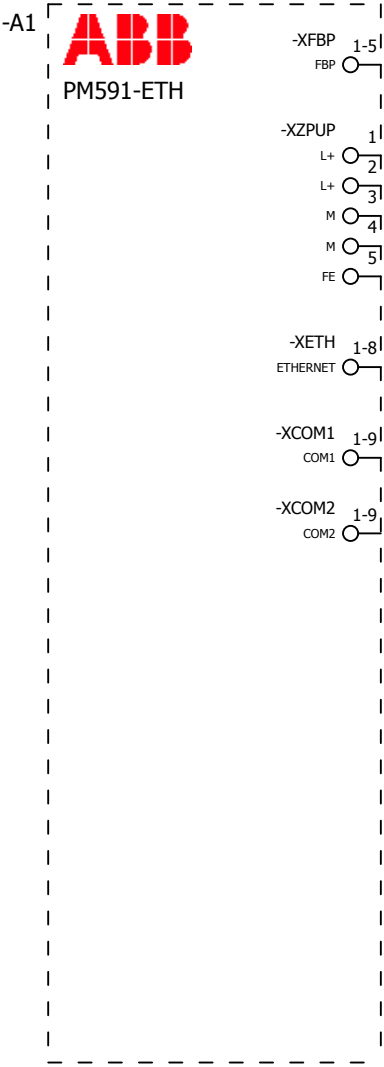 -A1
ABB
PM591-ETH
-XFBP 1-5
FBP
-XZPUP 1
L+
2
L+
3
M
4
M
5
FE
-XETH 1-8
ETHERNET
-XCOM1 1-9
COM1
-XCOM2 1-9
COM2